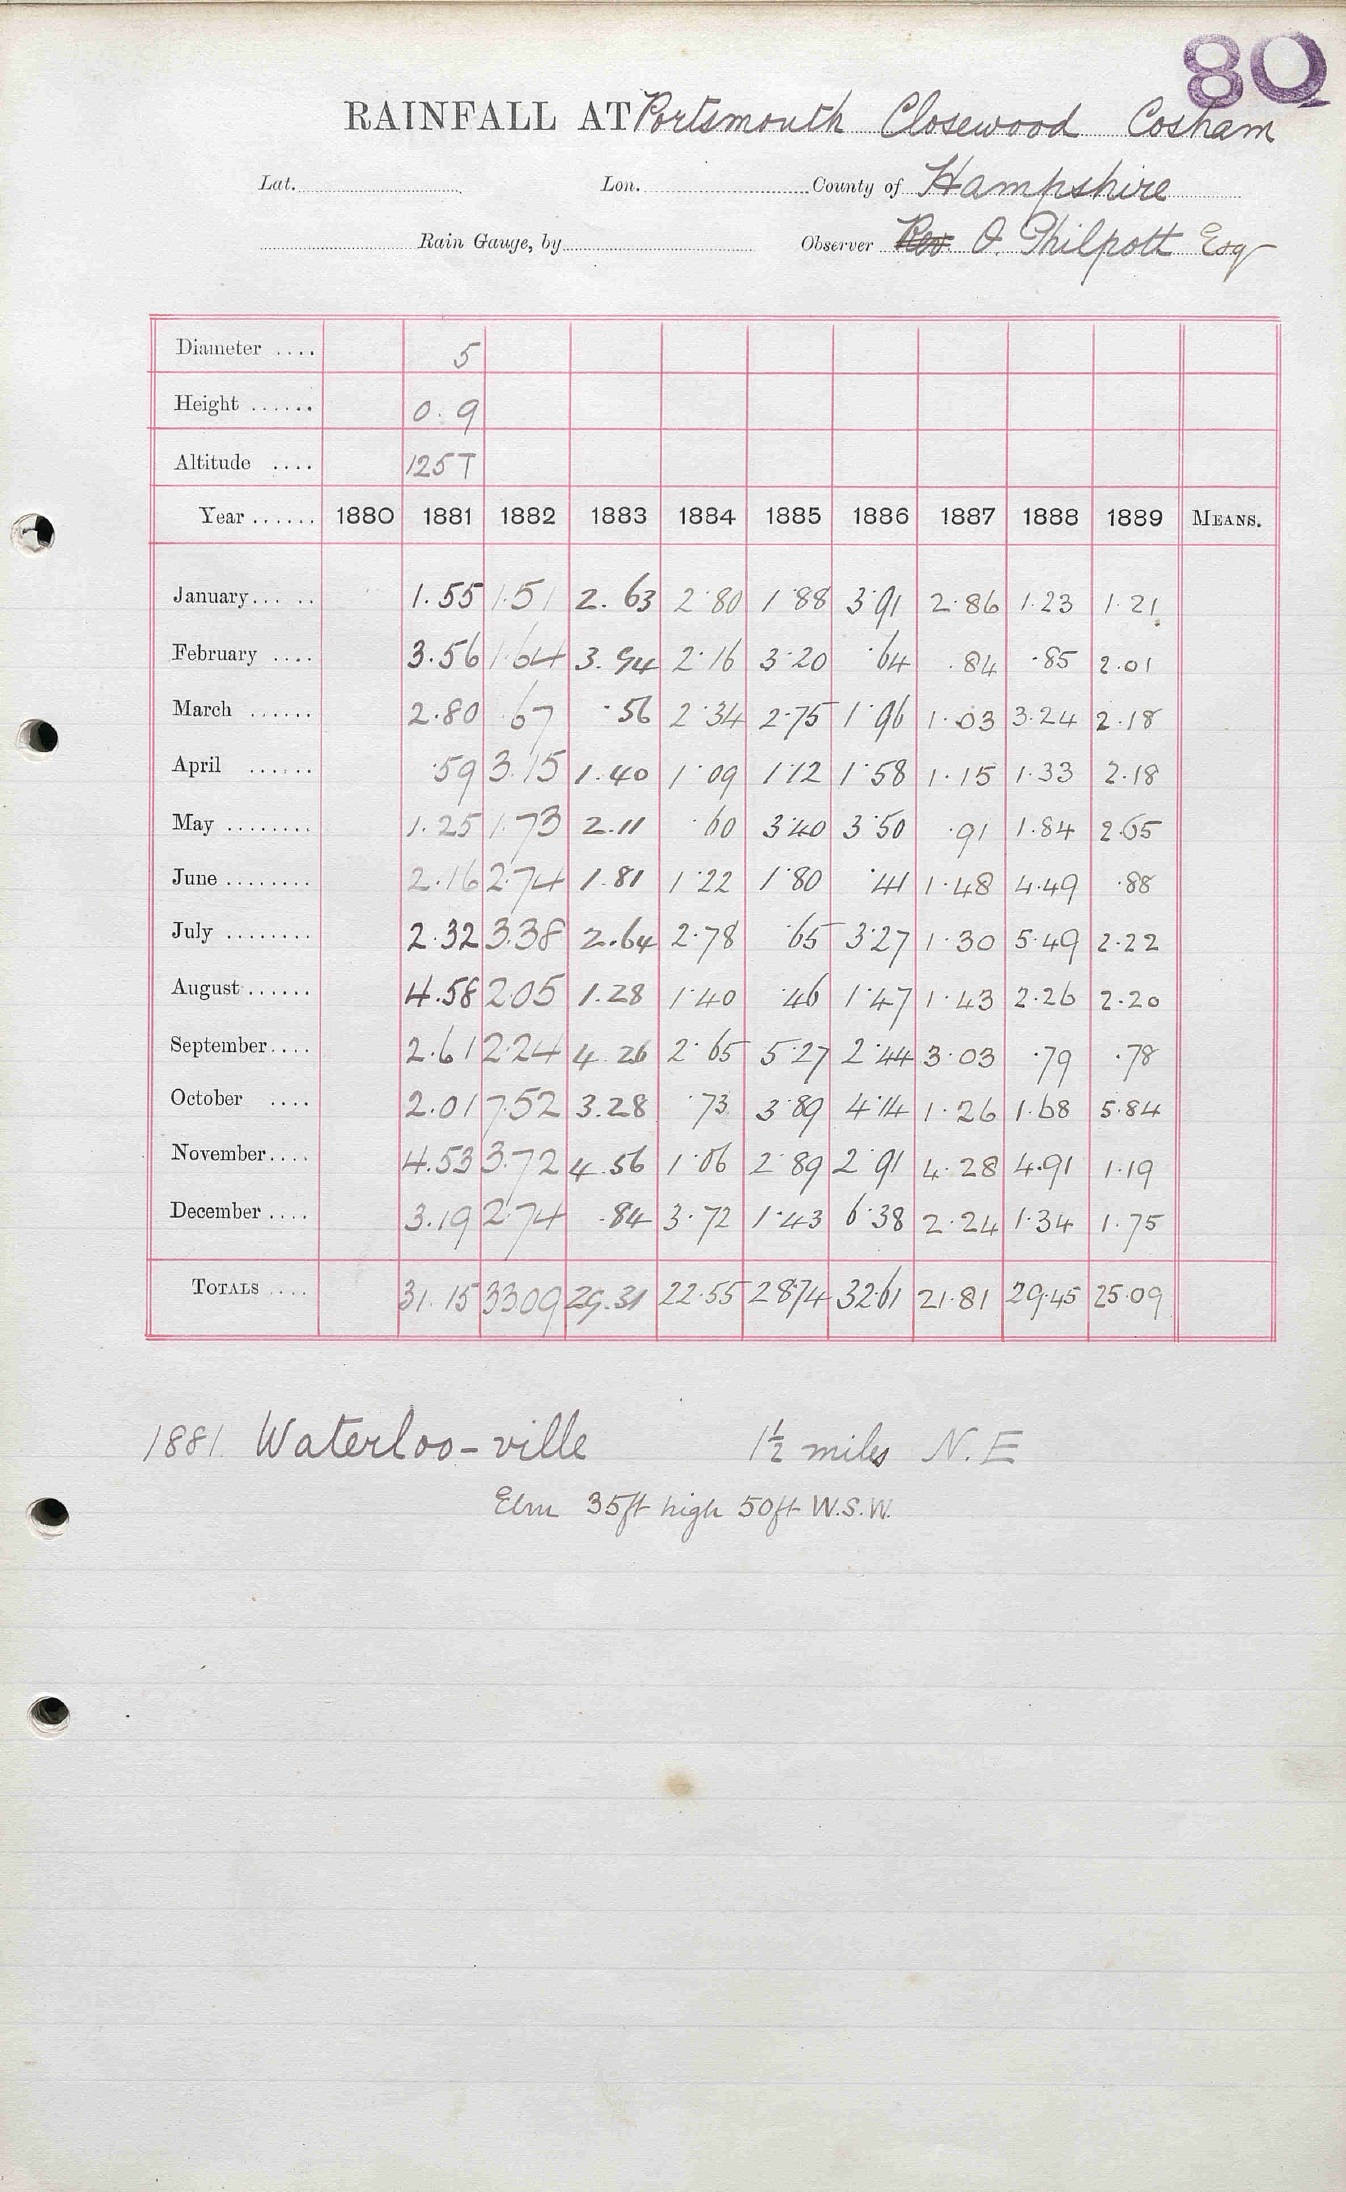 80
RAINFALL AT Portsmouth Closewood Cosham
Lat. Lon. County of Hampshire
Rain Gauge, by Observer Rev O. Philpott Esq
Diameter .... 5
Height ...... 0.9
Altitude .... 125 T
Year ...... 1880 1881 1882 1883 1884 1885 1886 1887 1888 1889 MEANS.
January... .. 1.55 1.51 2.63 2.80 1.88 3.91 2.86 1.23 1.21
February .... 3.56 1.64 3.94 2.16 3.20 .64 .84 .85 2.01
March ...... 2.80 .67 .56 2.34 2.75 1.96 1.03 3.24 2.18
April ...... .59 3.15 1.40 1.09 1.12 1.58 1.15 1.33 2.18
May ........ 1.25 1.73 2.11 .60 3.40 3.50 .91 1.84 2.65
June ........ 2.16 2.74 1.81 1.22 1.80 .41 1.48 4.49 .88
July ........ 2.32 3.38 2.64 2.78 .65 3.27 1.30 5.49 2.22
August ...... 4.58 2.05 1.28 1.40 .46 1.47 1.43 2.26 2.20
September.... 2.61 2.24 4.26 2.65 5.27 2.44 3.03 .79 .78
October .... 2.01 7.52 3.28 .73 3.89 4.14 1.26 1.68 5.84
November.... 4.53 3.72 4.56 1.06 2.89 2.91 4.28 4.91 1.19
December .... 3.19 2.74 .84 3.72 1.43 6.38 2.24 1.34 1.75
TOTALS .... 31.15 33.09 29.31 22.55 28.74 32.61 21.81 29.45 25.09
1881. Waterloo-ville 1½ miles N.E
Elm 35ft high 50ft W.S.W.